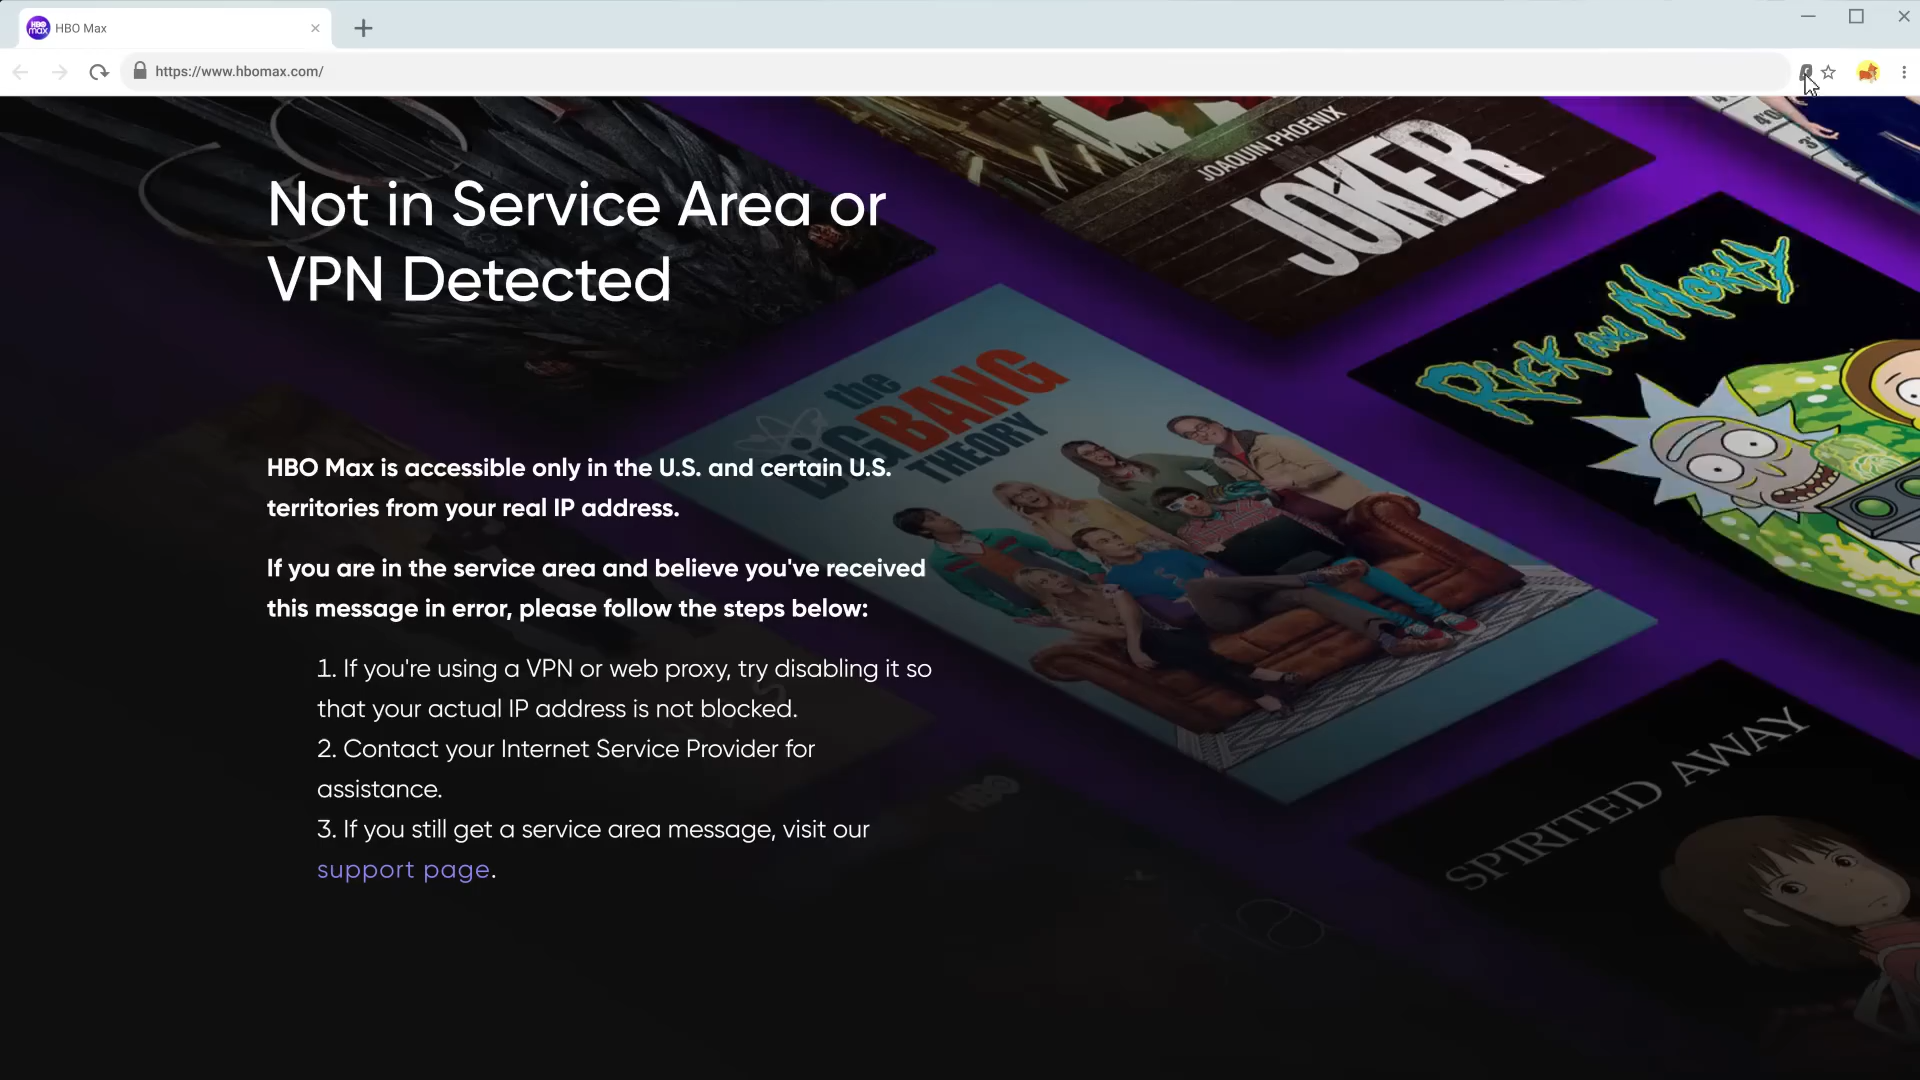 HBO Max
https://www.hbomax.com/
JOAQUIN PHOENIX
JOKER
Not in Service Area or
VPN Detected
Rick and Morty
the
BIG BANG
THEORY
HBO Max is accessible only in the U.S. and certain U.S.
territories from your real IP address.
If you are in the service area and believe you've received
this message in error, please follow the steps below:
1. If you're using a VPN or web proxy, try disabling it so
that your actual IP address is not blocked.
2. Contact your Internet Service Provider for
assistance.
3. If you still get a service area message, visit our
support page.
SPIRITED AWAY
HBO